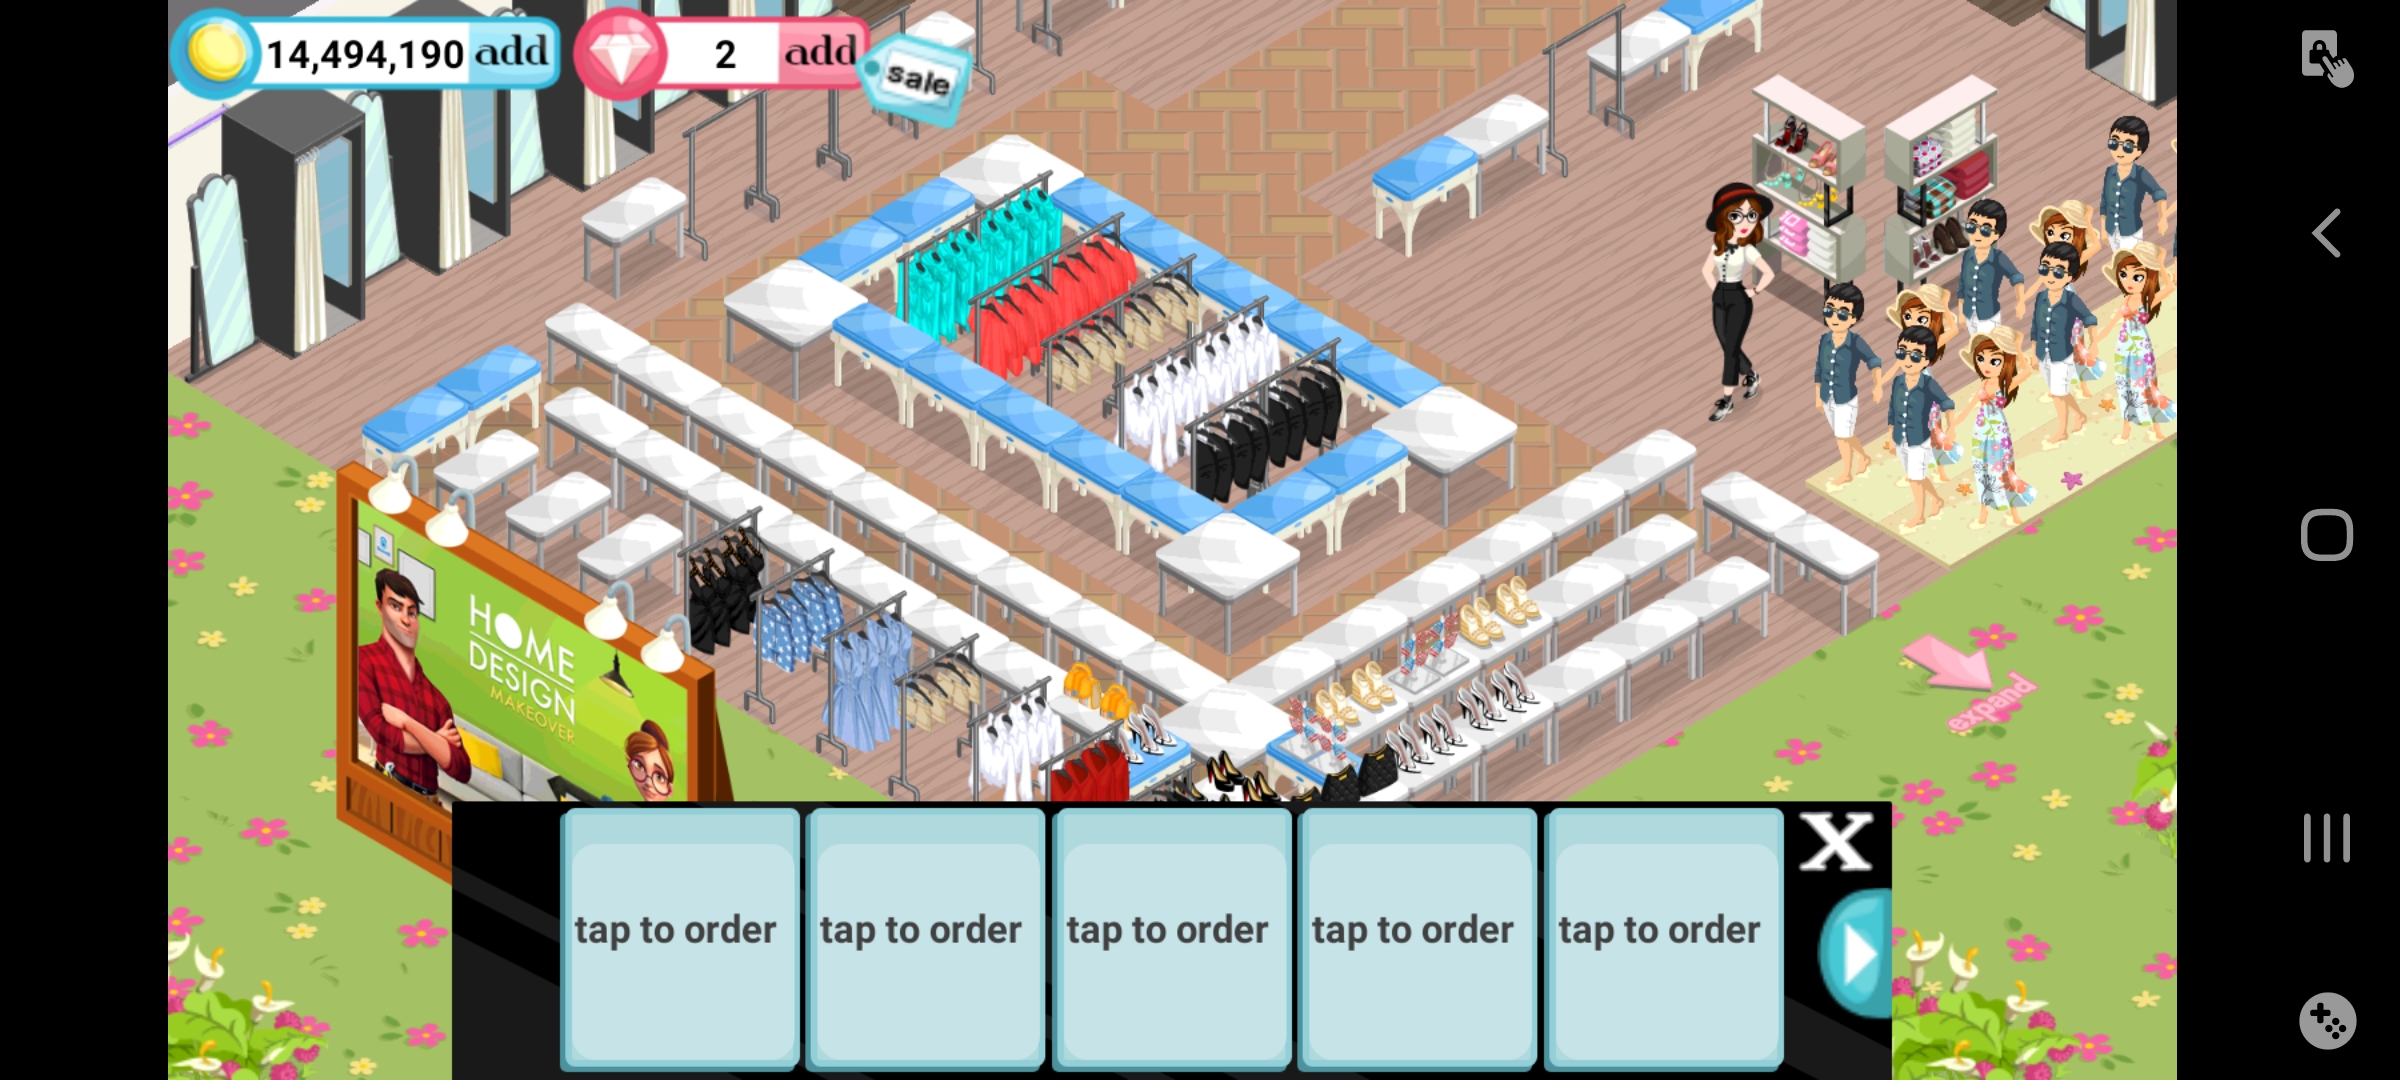 14,494,190 add
2 add
sale
HOME
DESIGN
MAKEOVER
expand
X
tap to order
tap to order
tap to order
tap to order
tap to order